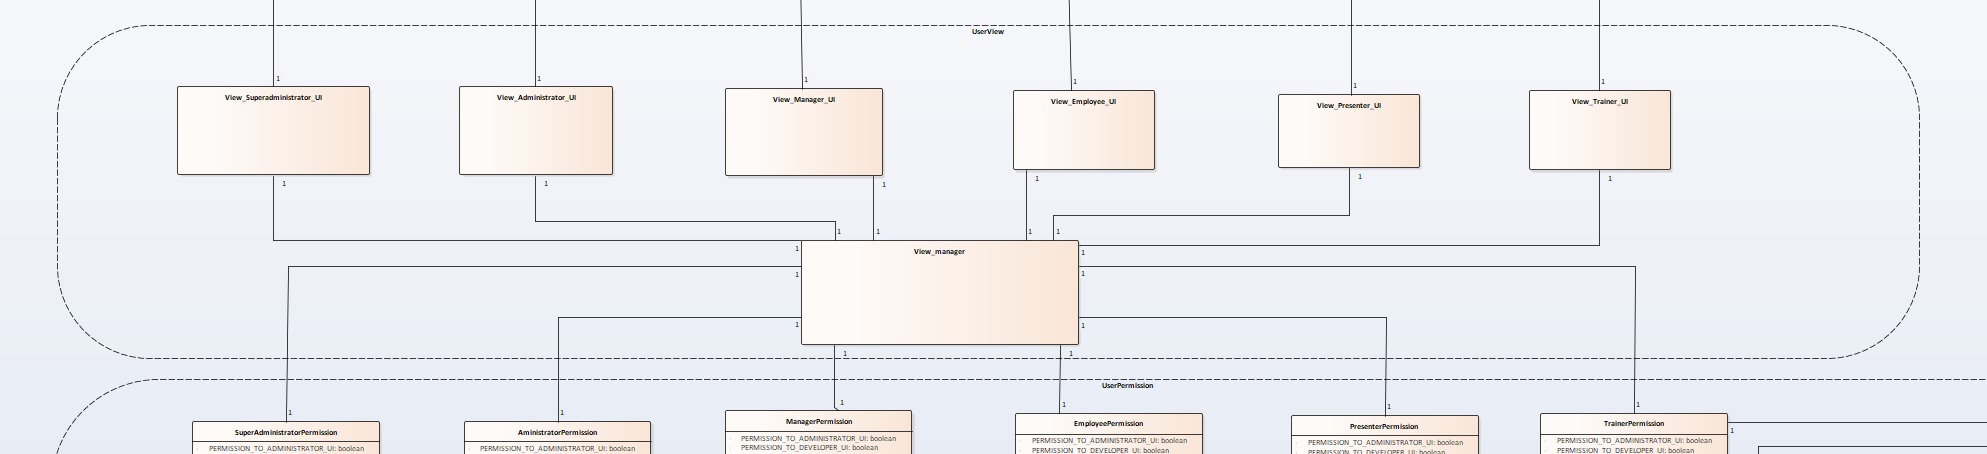 UserView
1
1
1
1
1
1
View_Superadministrator_UI
View_Administrator_UI
View_Manager_UI
View_Employee_UI
View_Presenter_UI
View_Trainer_UI
1
1
1
1
1
1
1
1
1
1
1
1
View_manager
1
1
1
1
1
1
UserPermission
1
1
1
1
1
1
SuperAdministratorPermission
AministratorPermission
ManagerPermission
EmployeePermission
PresenterPermission
TrainerPermission
1
PERMISSION_TO_ADMINISTRATOR_UI: boolean
PERMISSION_TO_ADMINISTRATOR_UI: boolean
PERMISSION_TO_ADMINISTRATOR_UI: boolean
PERMISSION_TO_DEVELOPER_UI: boolean
PERMISSION_TO_ADMINISTRATOR_UI: boolean
PERMISSION_TO_DEVELOPER_UI: boolean
PERMISSION_TO_ADMINISTRATOR_UI: boolean
PERMISSION_TO_DEVELOPER_UI: boolean
PERMISSION_TO_ADMINISTRATOR_UI: boolean
PERMISSION_TO_DEVELOPER_UI: boolean